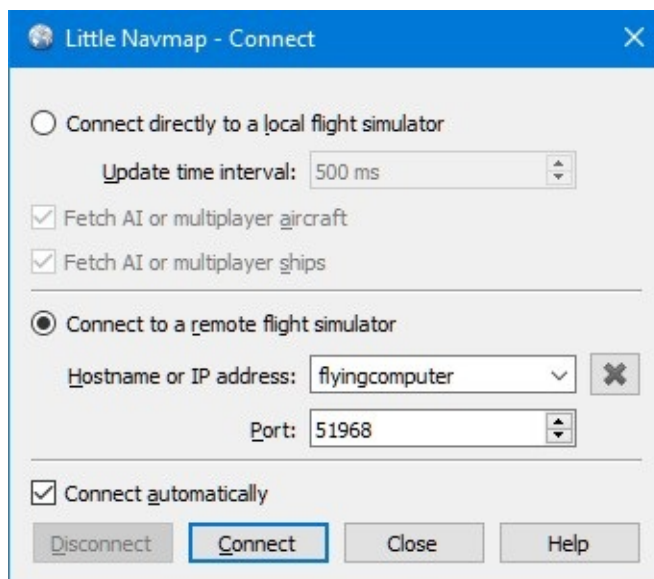 Little Navmap - Connect
Connect directly to a local flight simulator
Update time interval: 500 ms
Fetch AI or multiplayer aircraft
Fetch AI or multiplayer ships
Connect to a remote flight simulator
Hostname or IP address: flyingcomputer
Port: 51968
Connect automatically
Disconnect Connect Close Help